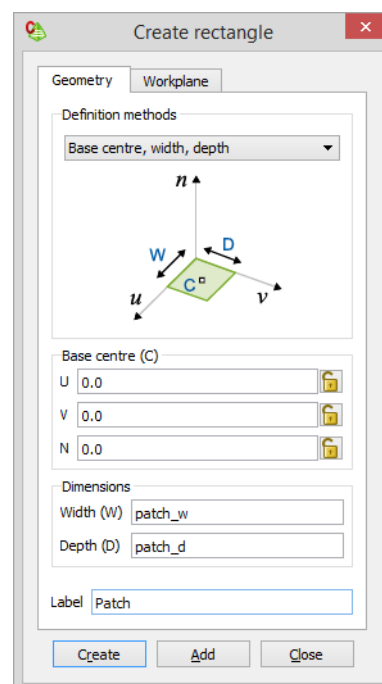 Create rectangle
Geometry Workplane
Definition methods
Base centre, width, depth
n
W D
C
u v
Base centre (C)
U 0.0
V 0.0
N 0.0
Dimensions
Width (W) patch_w
Depth (D) patch_d
Label Patch
Create Add Close